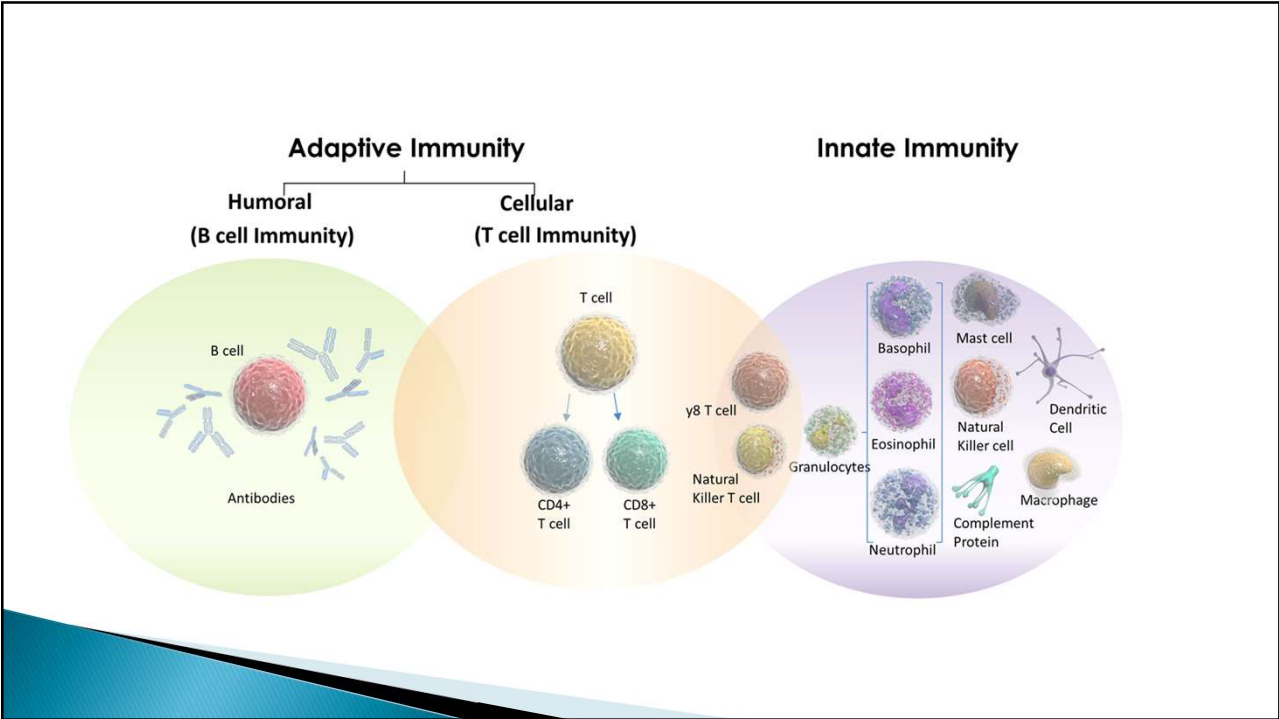 Adaptive Immunity
Innate Immunity
Humoral
(B cell Immunity)
Cellular
(T cell Immunity)
B cell
Antibodies
T cell
CD4+
T cell
CD8+
T cell
y8 T cell
Natural
Killer T cell
Granulocytes
Basophil
Eosinophil
Neutrophil
Mast cell
Natural
Killer cell
Complement
Protein
Dendritic
Cell
Macrophage